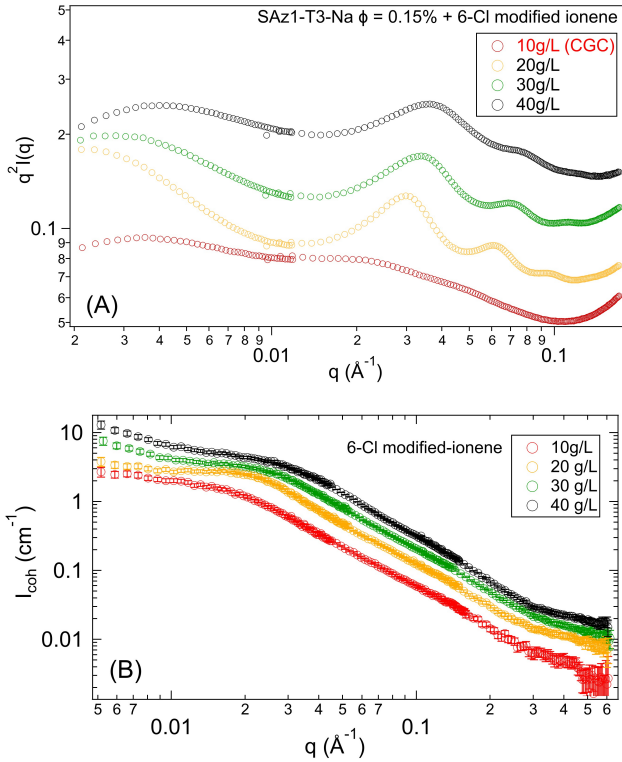 SAz1-T3-Na ϕ = 0.15% + 6-Cl modified ionene
10g/L (CGC)
20g/L
30g/L
40g/L
q²I(q)
5
4
3
2
0.1
9
8
7
6
5
(A)
2 3 4 5 6 7 8 9 0.01 2 3 4 5 6 7 8 9 0.1
q (Å⁻¹)
6-Cl modified-ionene
10g/L
20 g/L
30 g/L
40 g/L
I_coh (cm⁻¹)
10
1
0.1
0.01
(B)
5 6 7 8 0.01 2 3 4 5 6 7 0.1 2 3 4 5 6
q (Å⁻¹)